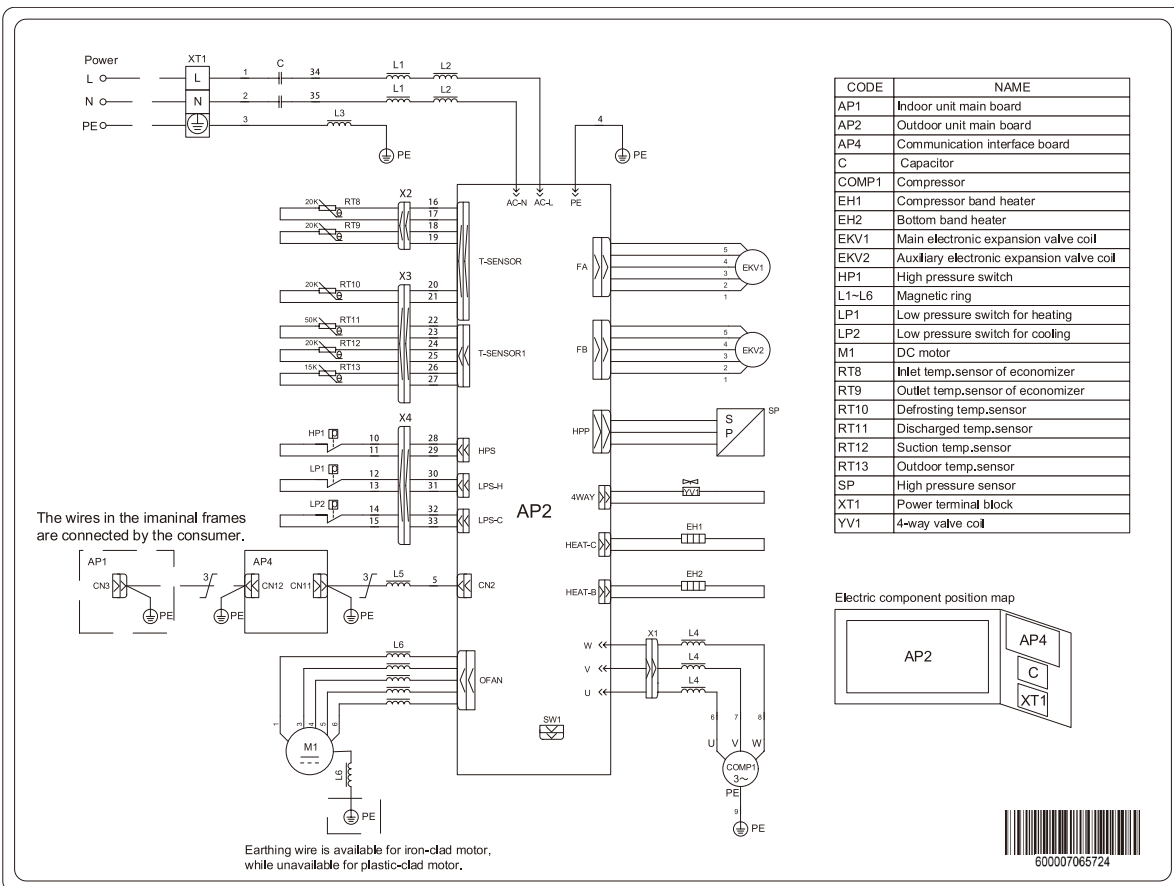 Power
XT1
L
L
1
C
34
L1
L2
N
N
2
35
L1
L2
PE
3
L3
PE
4
PE
AC-N
AC-L
PE
X2
20K
RT8
16
17
20K
RT9
18
19
T-SENSOR
X3
20K
RT10
20
21
50K
RT11
22
23
20K
RT12
24
25
15K
RT13
26
27
T-SENSOR1
X4
HP1
P
10
11
28
29
HPS
LP1
P
12
13
30
31
LPS-H
LP2
P
14
15
32
33
LPS-C
AP2
FA
5
4
3
2
1
EKV1
FB
5
4
3
2
1
EKV2
HPP
S
P
SP
4WAY
YV1
HEAT-C
EH1
HEAT-B
EH2
The wires in the imaninal frames
are connected by the consumer.
AP1
CN3
PE
3
AP4
CN12
CN11
PE
3
PE
L5
5
CN2
L6
OFAN
1
3
4
5
6
M1
L6
PE
SW1
W
V
U
X1
L4
L4
L4
6
7
8
U
V
W
COMP1
3~
PE
9
PE
Earthing wire is available for iron-clad motor,
while unavailable for plastic-clad motor.
CODE NAME
AP1 Indoor unit main board
AP2 Outdoor unit main board
AP4 Communication interface board
C Capacitor
COMP1 Compressor
EH1 Compressor band heater
EH2 Bottom band heater
EKV1 Main electronic expansion valve coil
EKV2 Auxiliary electronic expansion valve coil
HP1 High pressure switch
L1~L6 Magnetic ring
LP1 Low pressure switch for heating
LP2 Low pressure switch for cooling
M1 DC motor
RT8 Inlet temp.sensor of economizer
RT9 Outlet temp.sensor of economizer
RT10 Defrosting temp.sensor
RT11 Discharged temp.sensor
RT12 Suction temp.sensor
RT13 Outdoor temp.sensor
SP High pressure sensor
XT1 Power terminal block
YV1 4-way valve coil
Electric component position map
AP2
AP4
C
XT1
600007065724